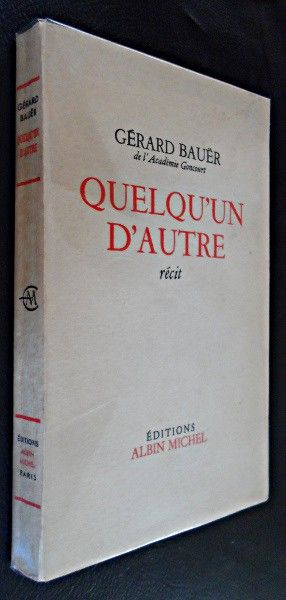 GÉRARD
BAUËR
QUELQU'UN
D'AUTRE
AM
ÉDITIONS
ALBIN
MICHEL
PARIS
GÉRARD BAUËR
de l'Académie Goncourt
QUELQU'UN
D'AUTRE
récit
ÉDITIONS
ALBIN MICHEL